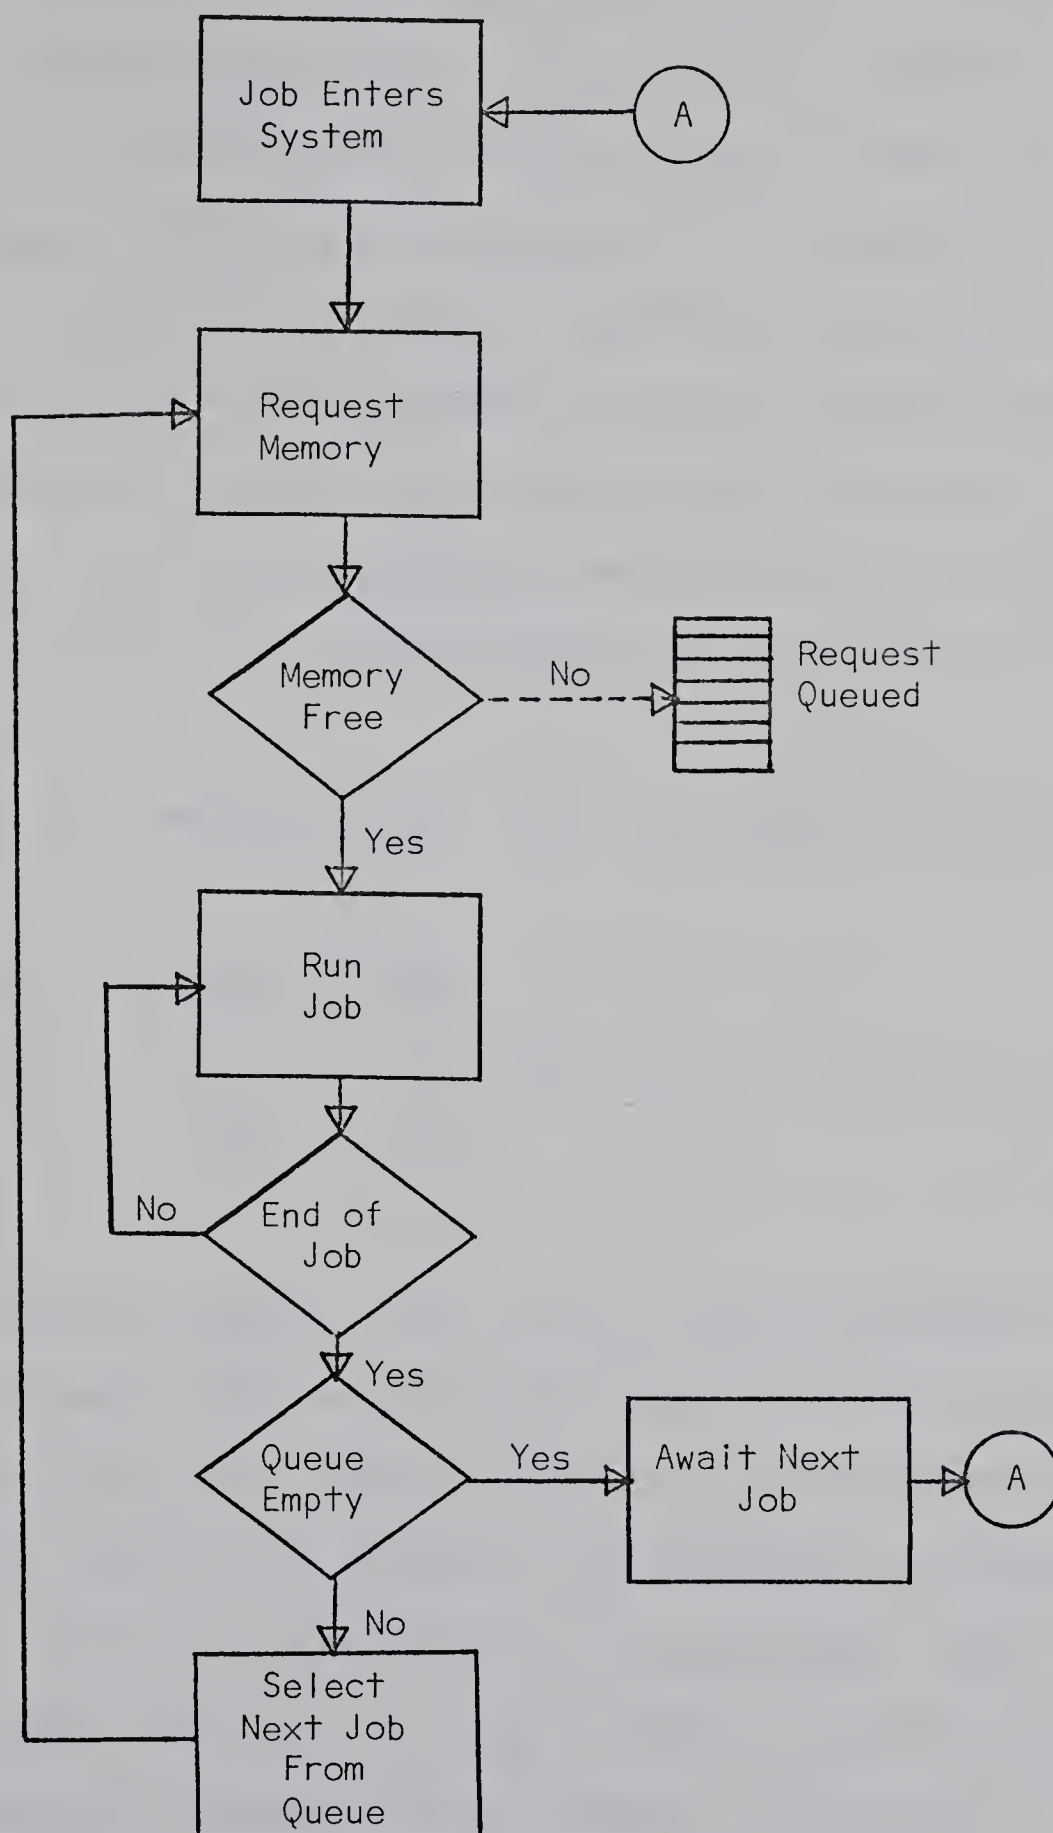 Job Enters
System
A
Request
Memory
Memory
Free
No
Request
Queued
Yes
Run
Job
No
End of
Job
Yes
Queue
Empty
Yes
Await Next
Job
A
No
Select
Next Job
From
Queue